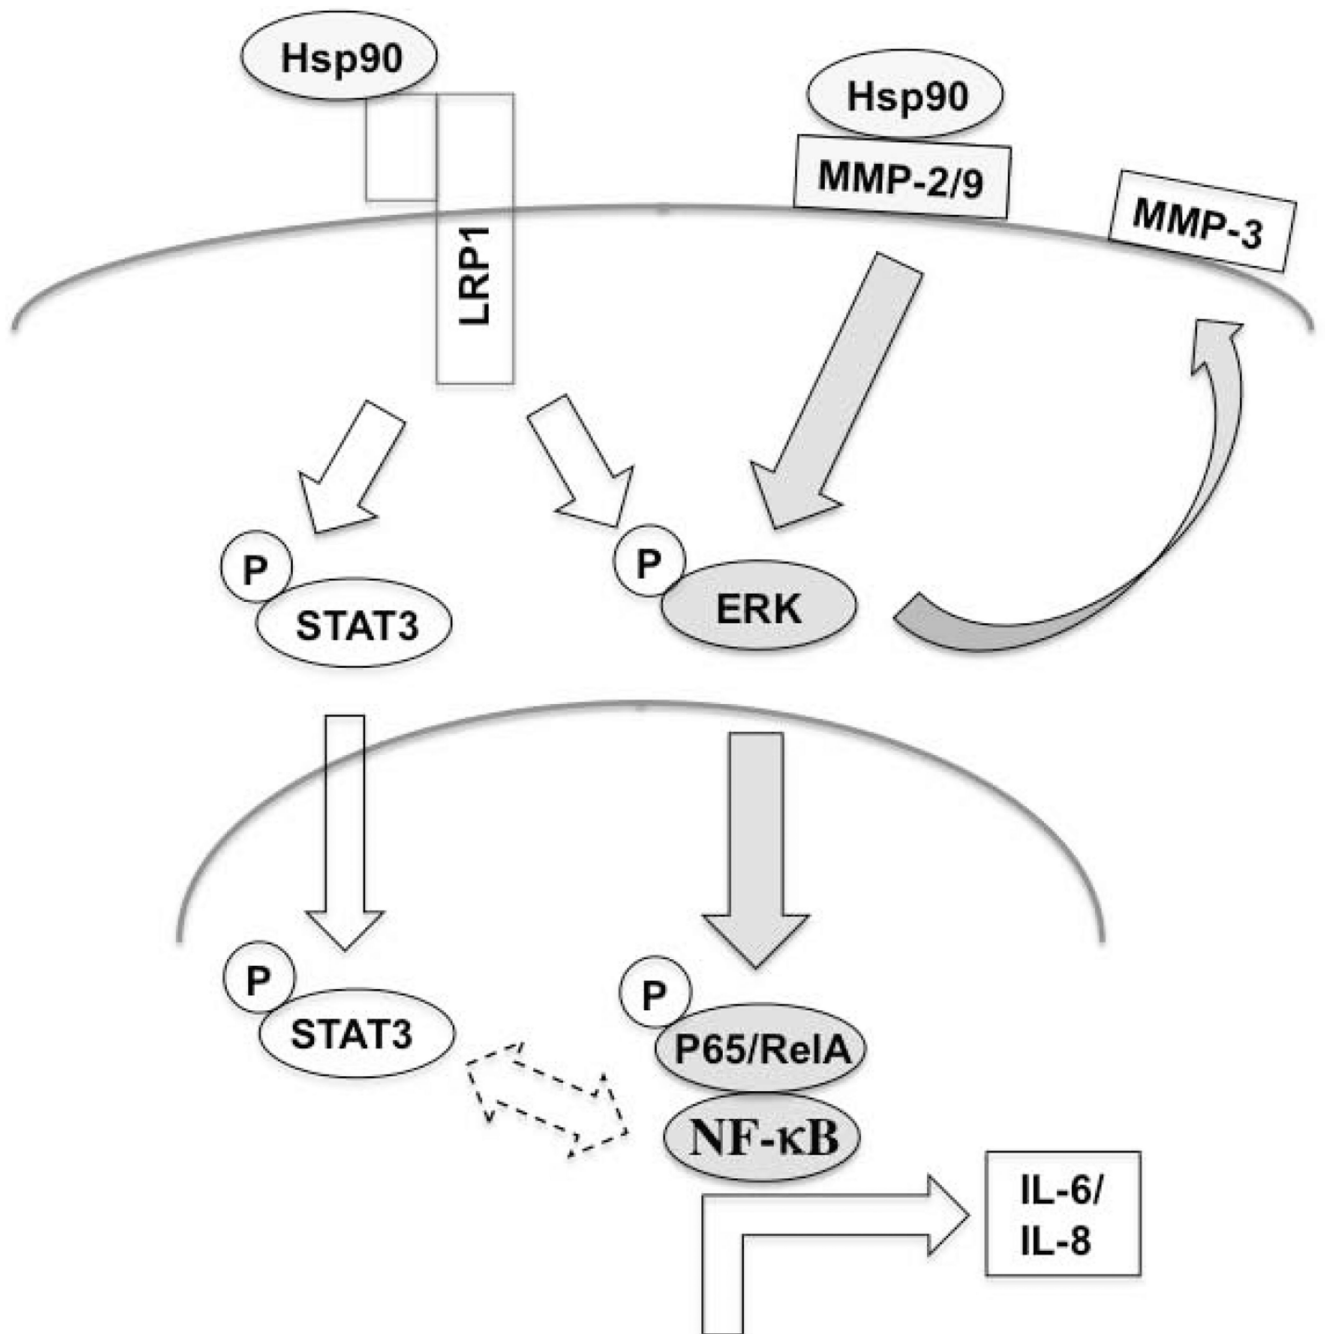 Hsp90
Hsp90
MMP-2/9
MMP-3
LRP1
P
STAT3
P
ERK
P
STAT3
P
P65/RelA
NF-κB
IL-6/
IL-8